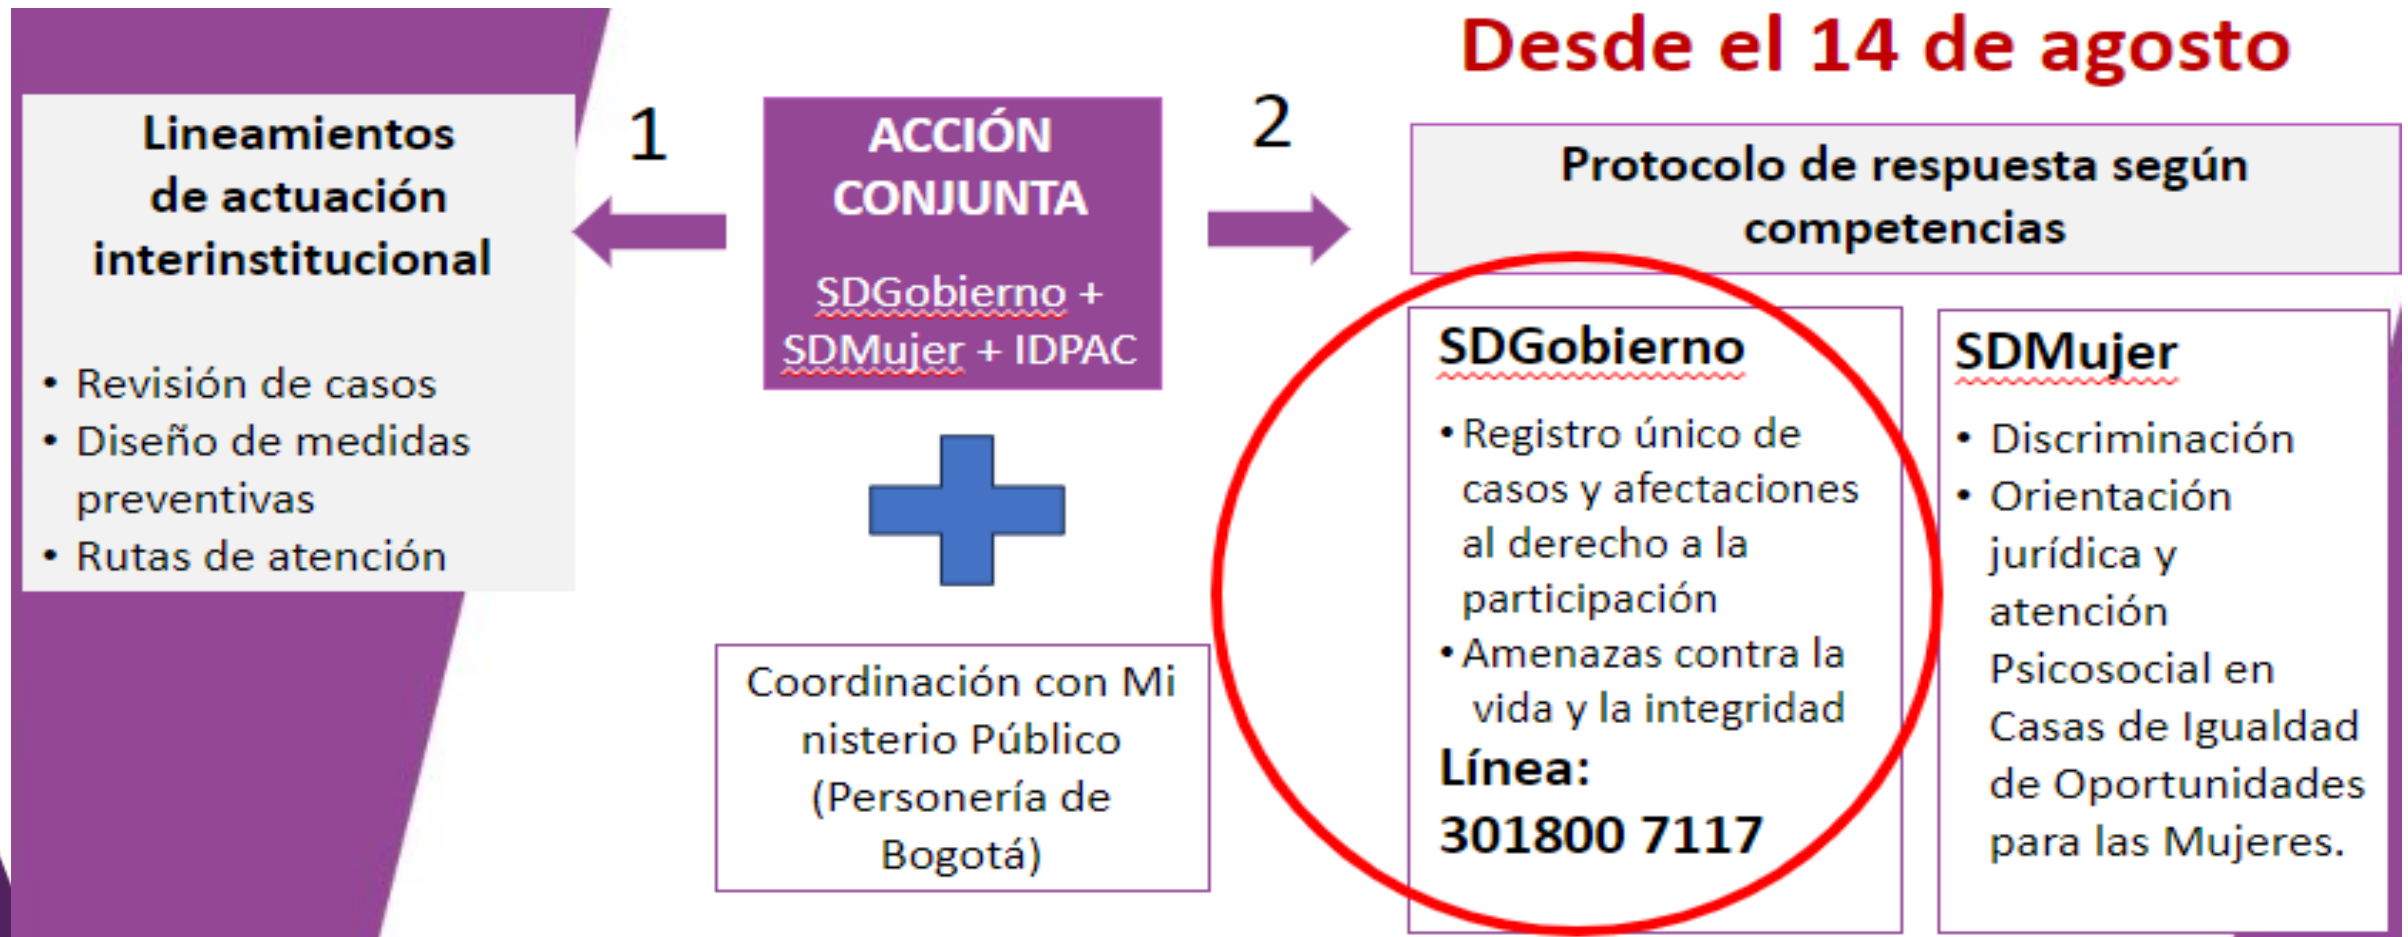 Desde el 14 de agosto
Lineamientos
de actuación
interinstitucional
• Revisión de casos
• Diseño de medidas
preventivas
• Rutas de atención
1
ACCIÓN
CONJUNTA
SDGobierno +
SDMujer + IDPAC
Coordinación con Mi
nisterio Público
(Personería de
Bogotá)
2
Protocolo de respuesta según
competencias
SDGobierno
• Registro único de
casos y afectaciones
al derecho a la
participación
• Amenazas contra la
vida y la integridad
Línea:
301800 7117
SDMujer
• Discriminación
• Orientación
jurídica y
atención
Psicosocial en
Casas de Igualdad
de Oportunidades
para las Mujeres.